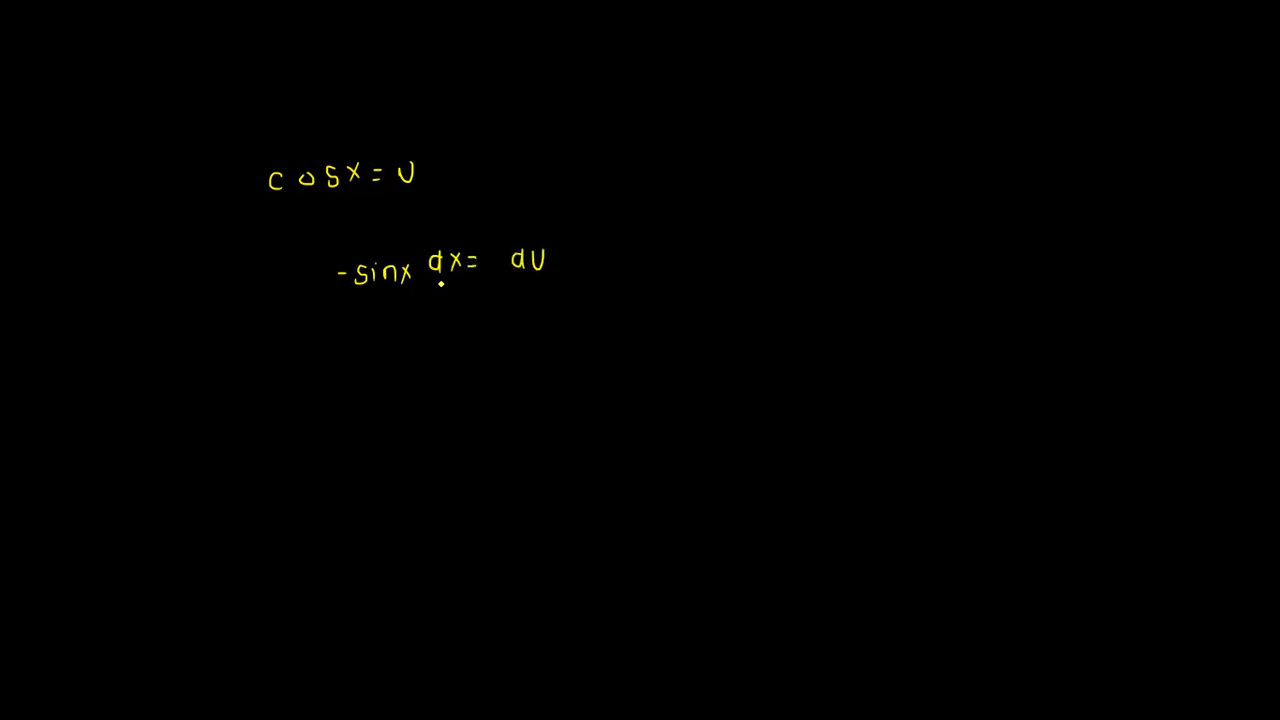 cosx = u
-sinx dx = du